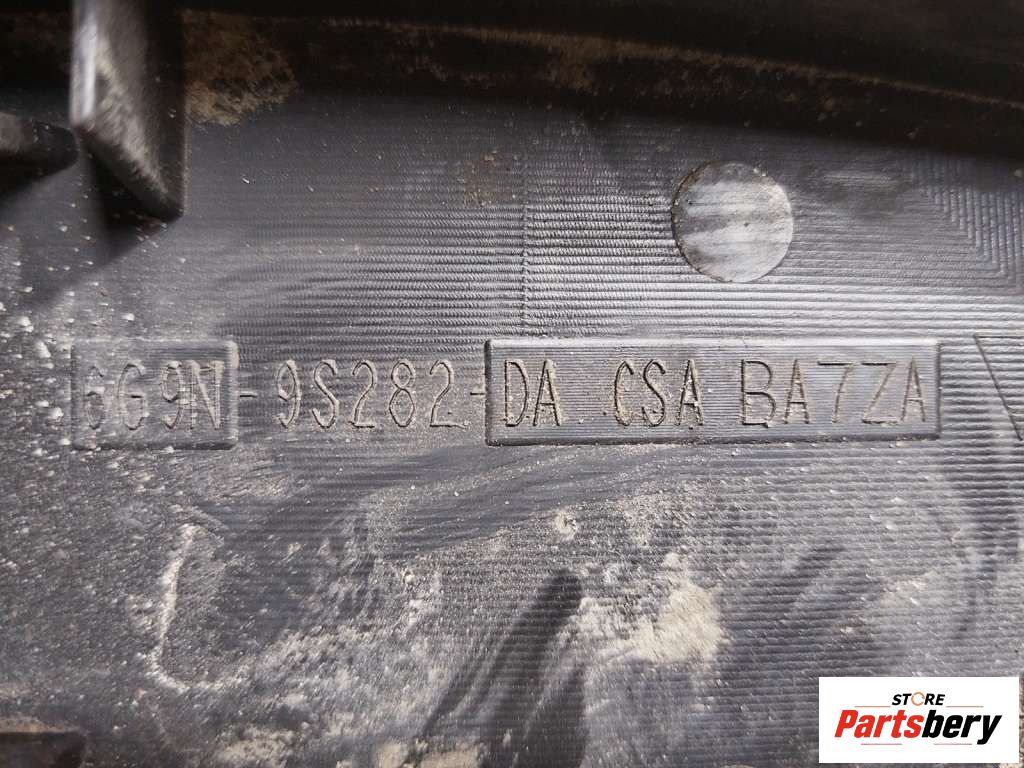 6G9N-9S282-DA CSA BA7ZA
STORE
Partsbery